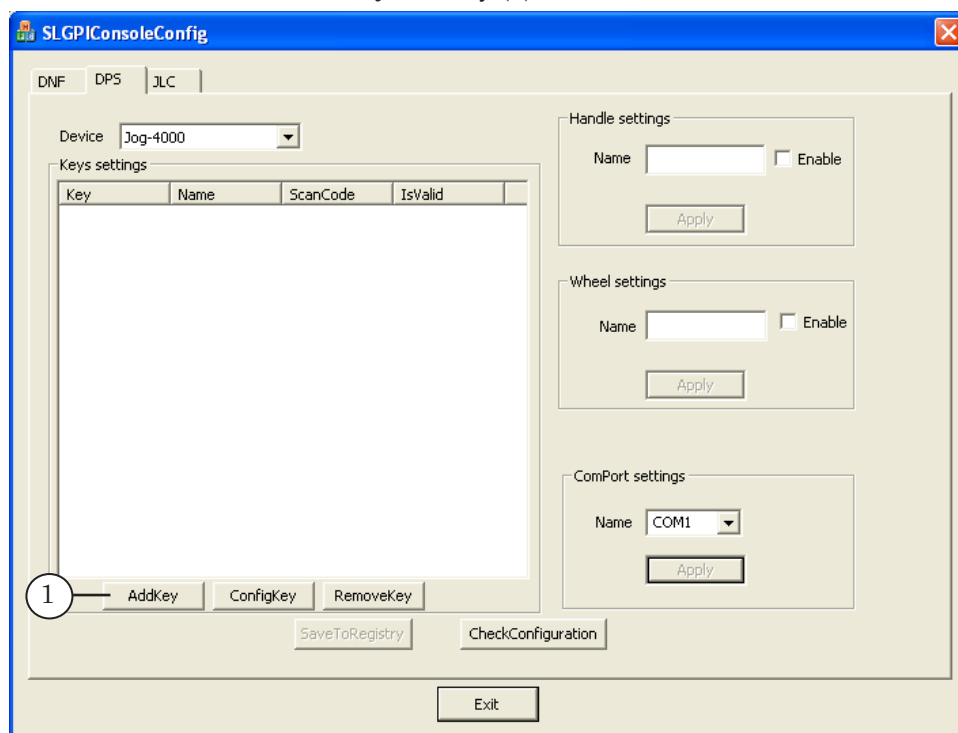 SLGPIConsoleConfig
DNF DPS JLC
Device Jog-4000
Keys settings
Key Name ScanCode IsValid
AddKey ConfigKey RemoveKey
1
SaveToRegistry CheckConfiguration
Handle settings
Name Enable
Apply
Wheel settings
Name Enable
Apply
ComPort settings
Name COM1
Apply
Exit